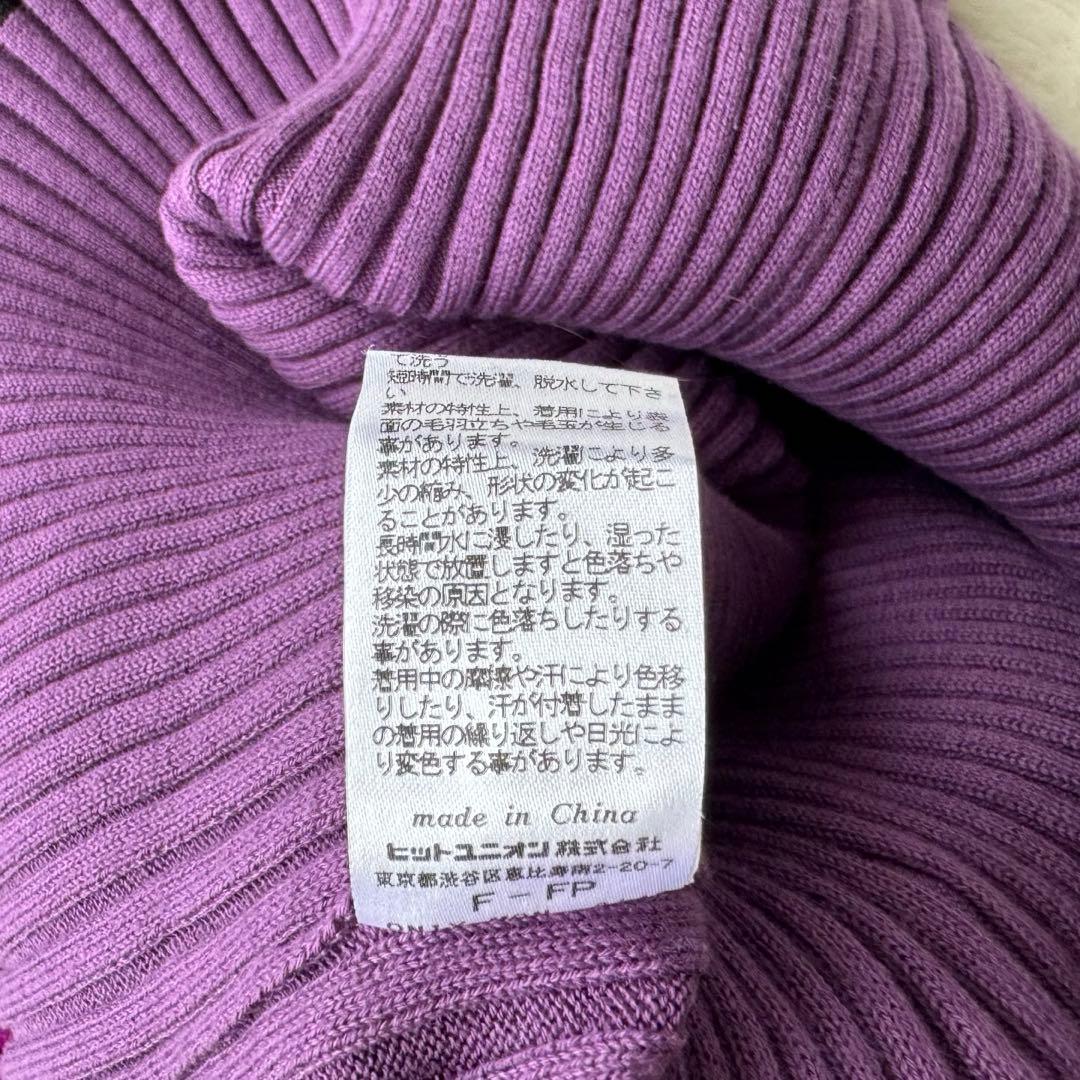 て洗う
短時間で洗濯、脱水して下さ
い
素材の特性上、着用により表
面の毛羽立ちや毛玉が生じる
事があります。
素材の特性上、洗濯により多
少の縮み、形状の変化が起こ
ることがあります。
長時間水に浸したり、湿った
状態で放置しますと色落ちや
移染の原因となります。
洗濯の際に色落ちしたりする
事があります。
着用中の摩擦や汗により色移
りしたり、汗が付着したまま
の着用の繰り返しや日光によ
り変色する事があります。
made in China
ヒットユニオン株式会社
東京都渋谷区恵比寿南2-20-7
F-FP